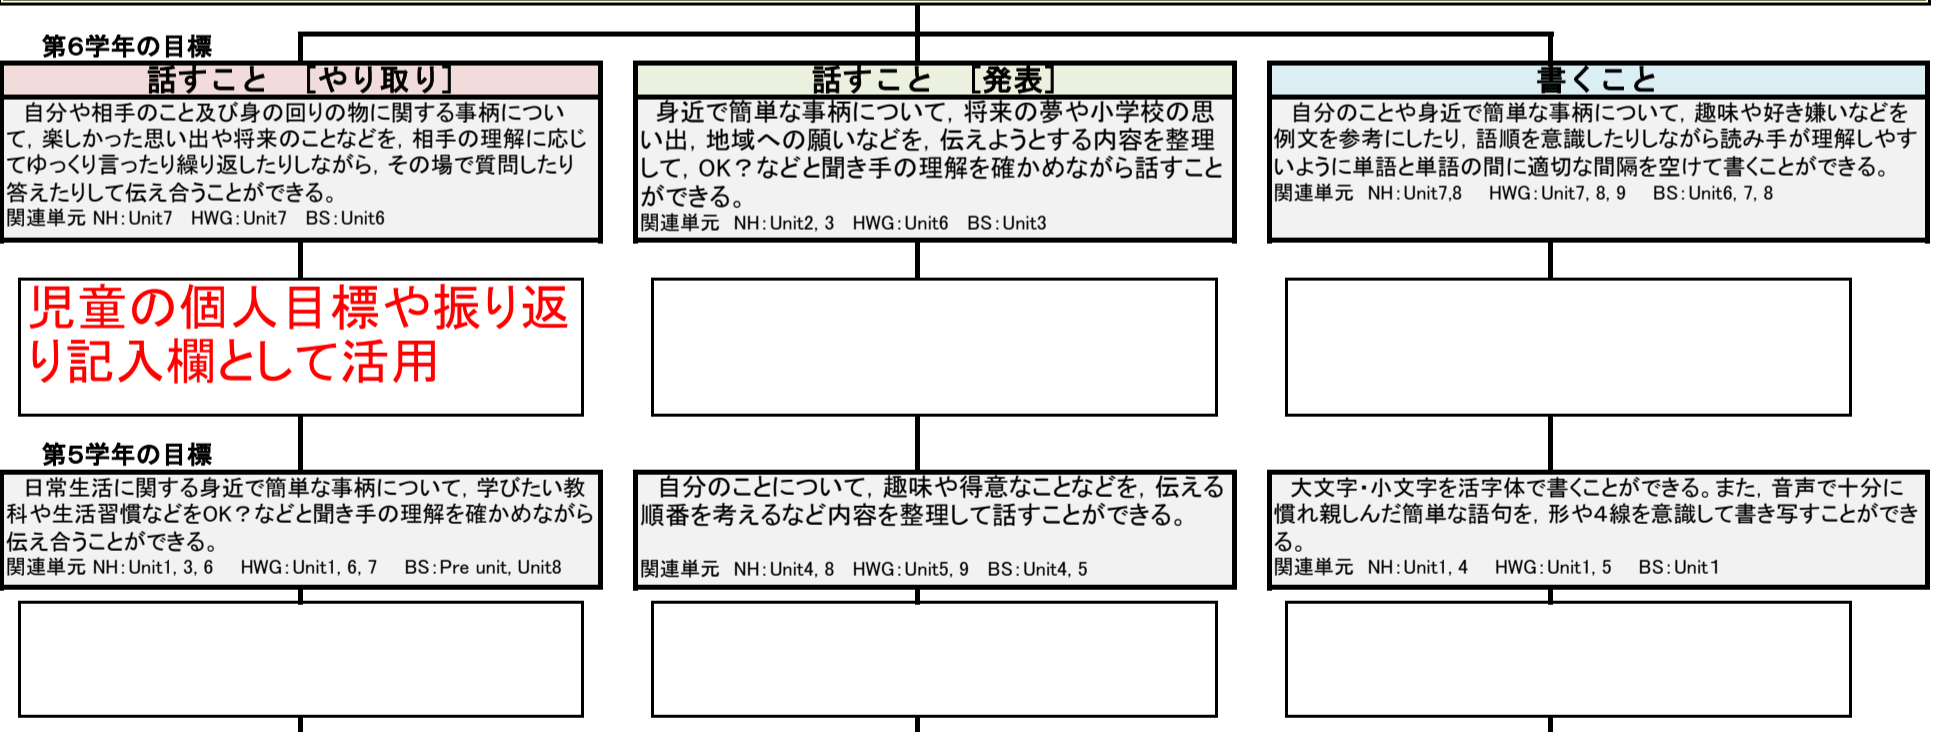 第6学年の目標
話すこと　[やり取り]
自分や相手のこと及び身の回りの物に関する事柄につい
て，楽しかった思い出や将来のことなどを，相手の理解に応じ
てゆっくり言ったり繰り返したりしながら，その場で質問したり
答えたりして伝え合うことができる。
関連単元 NH：Unit7　HWG：Unit7　BS：Unit6
話すこと　[発表]
身近で簡単な事柄について，将来の夢や小学校の思
い出，地域への願いなどを，伝えようとする内容を整理
して，OK？などと聞き手の理解を確かめながら話すこと
ができる。
関連単元　NH：Unit2，3　HWG：Unit6　BS：Unit3
書くこと
自分のことや身近で簡単な事柄について，趣味や好き嫌いなどを
例文を参考にしたり，語順を意識したりしながら読み手が理解しやす
いように単語と単語の間に適切な間隔を空けて書くことができる。
関連単元　NH：Unit7,8　HWG：Unit7，8，9　BS：Unit6，7，8
児童の個人目標や振り返
り記入欄として活用
第5学年の目標
日常生活に関する身近で簡単な事柄について，学びたい教
科や生活習慣などをOK？などと聞き手の理解を確かめながら
伝え合うことができる。
関連単元 NH：Unit1，3，6　HWG：Unit1，6，7　BS：Pre unit，Unit8
自分のことについて，趣味や得意なことなどを，伝える
順番を考えるなど内容を整理して話すことができる。
関連単元　NH：Unit4，8　HWG：Unit5，9　BS：Unit4，5
大文字・小文字を活字体で書くことができる。また，音声で十分に
慣れ親しんだ簡単な語句を，形や4線を意識して書き写すことができ
る。
関連単元　NH：Unit1，4　HWG：Unit1，5　BS：Unit1